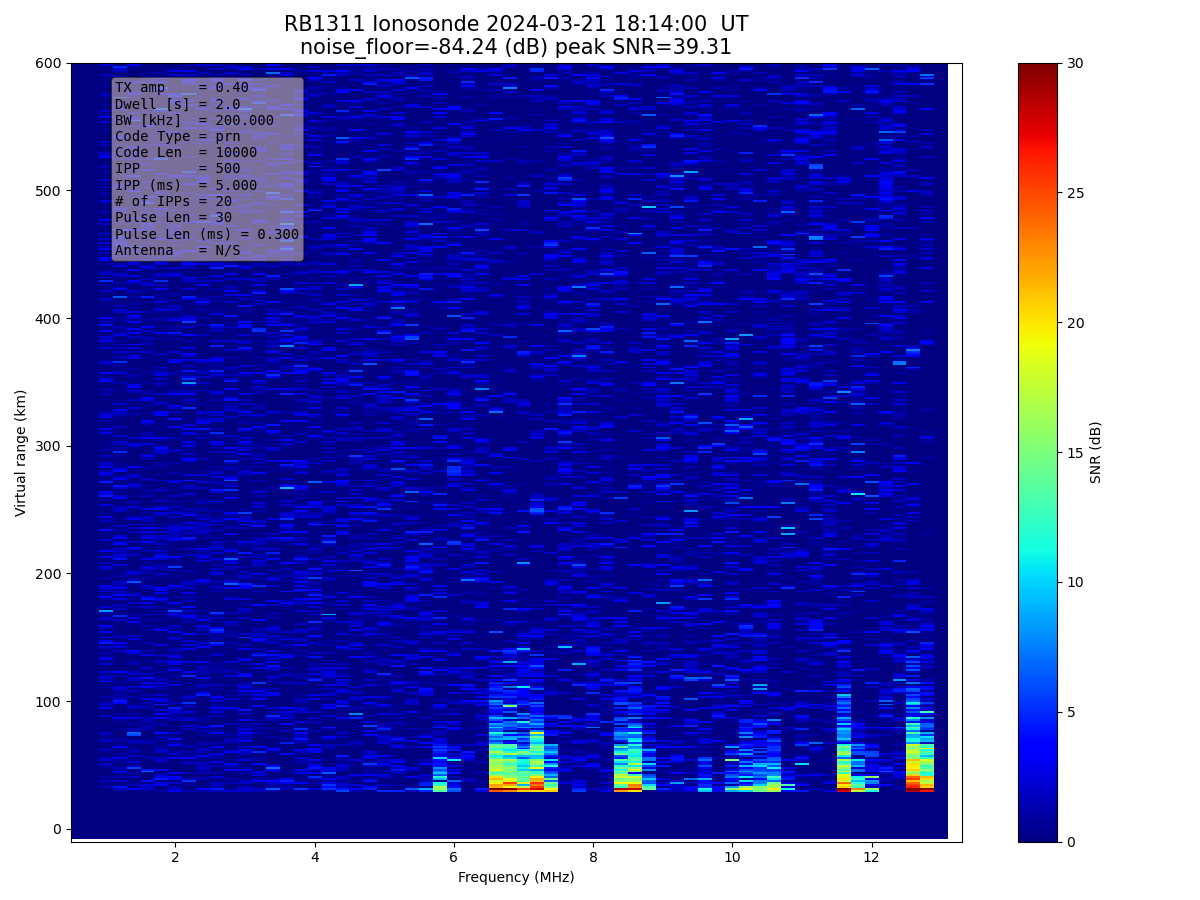 RB1311 Ionosonde 2024-03-21 18:14:00  UT
noise_floor=-84.24 (dB) peak SNR=39.31
TX amp    = 0.40
Dwell [s] = 2.0
BW [kHz]  = 200.000
Code Type = prn
Code Len  = 10000
IPP       = 500
IPP (ms)  = 5.000
# of IPPs = 20
Pulse Len = 30
Pulse Len (ms) = 0.300
Antenna   = N/S
600
500
400
300
200
100
0
Virtual range (km)
2 4 6 8 10 12
Frequency (MHz)
30
25
20
15
10
5
0
SNR (dB)